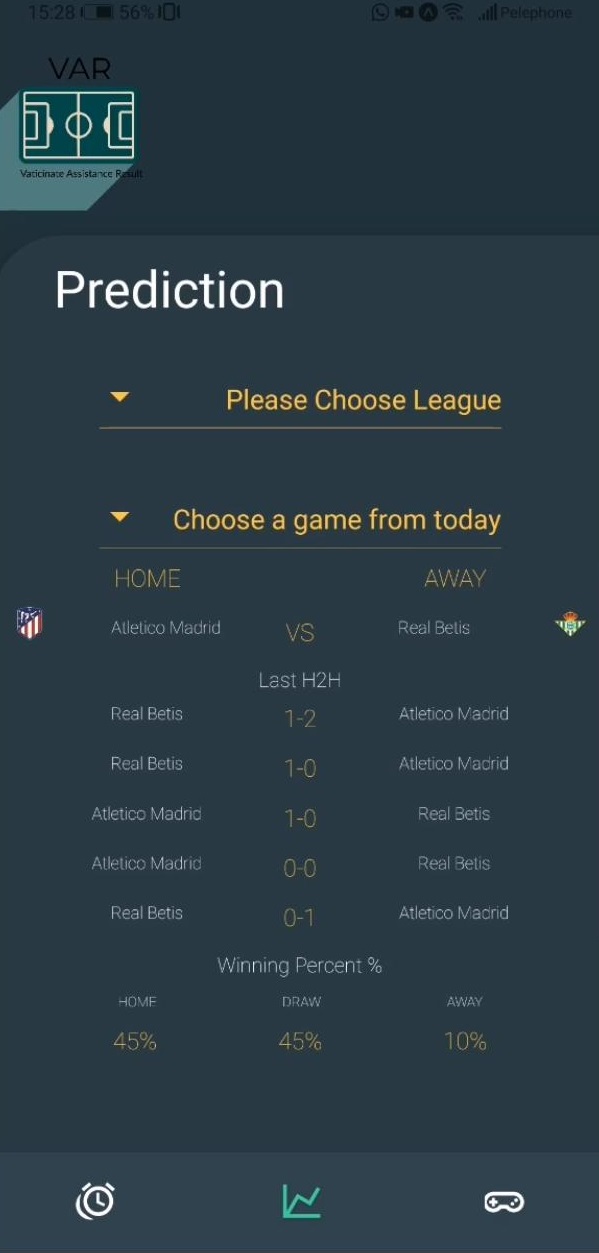 15:28 56% Pelephone
VAR
Vaticinate Assistance Result
Prediction
Please Choose League
Choose a game from today
HOME AWAY
Atletico Madrid VS Real Betis
Last H2H
Real Betis 1-2 Atletico Madrid
Real Betis 1-0 Atletico Madrid
Atletico Madrid 1-0 Real Betis
Atletico Madrid 0-0 Real Betis
Real Betis 0-1 Atletico Madrid
Winning Percent %
HOME DRAW AWAY
45% 45% 10%